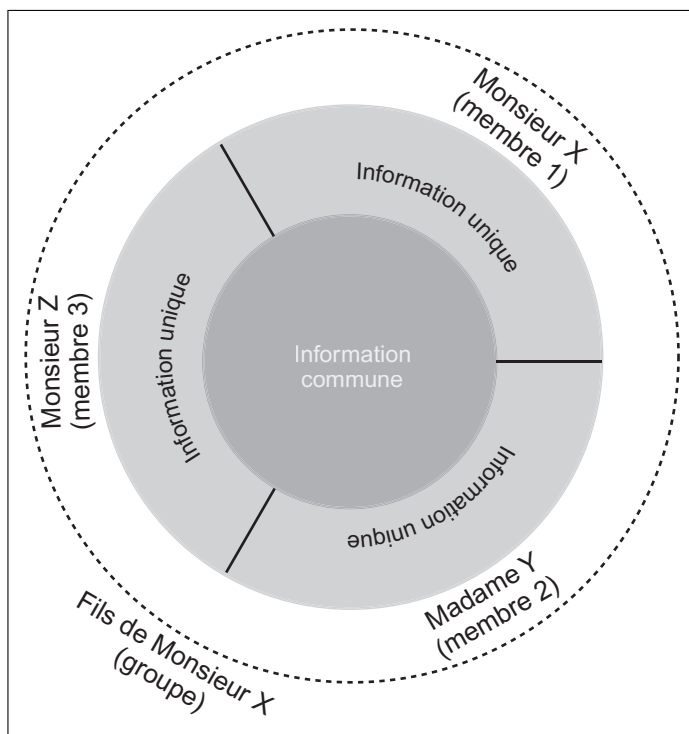 Monsieur X
(membre 1)
Information unique
Monsieur Z
(membre 3)
Information unique
Information
commune
Information unique
Madame Y
(membre 2)
Fils de Monsieur X
(groupe)